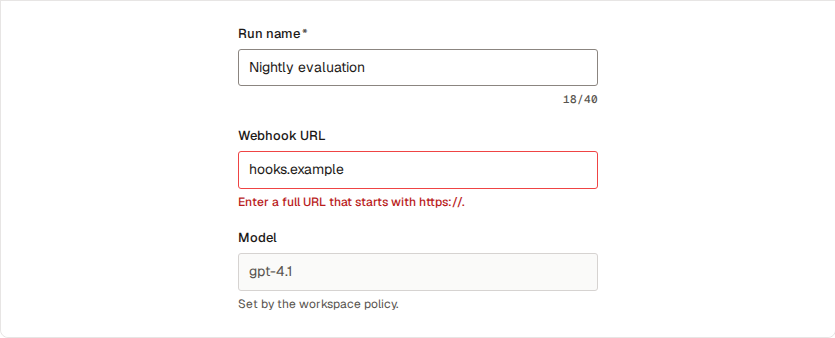 Run name*
Nightly evaluation
18/40
Webhook URL
hooks.example
Enter a full URL that starts with https://.
Model
gpt-4.1
Set by the workspace policy.